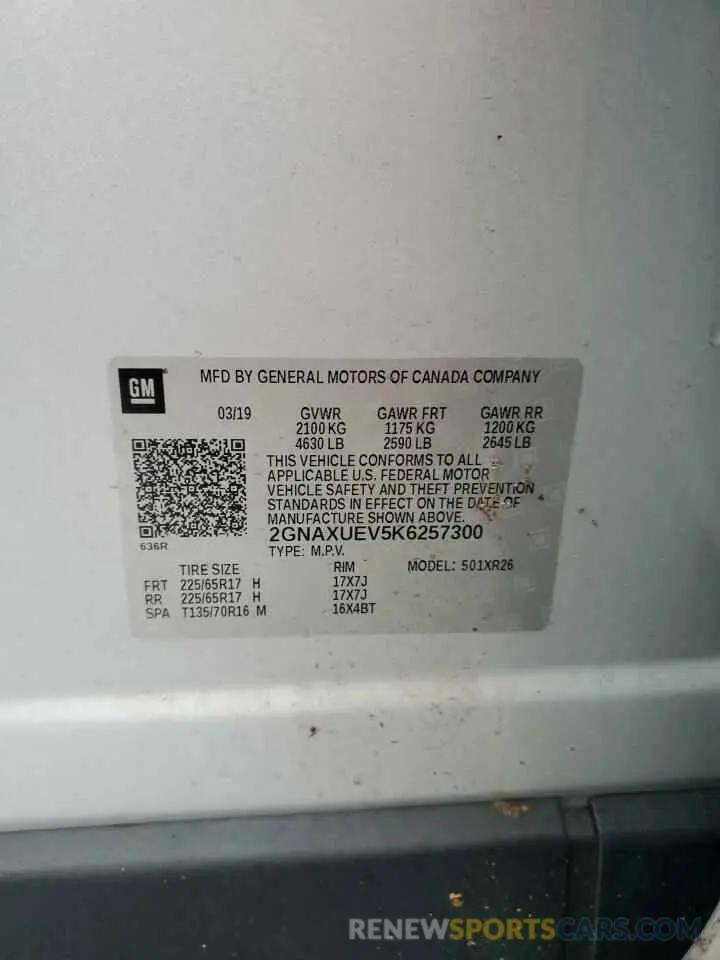 GM
MFD BY GENERAL MOTORS OF CANADA COMPANY
03/19 GVWR GAWR FRT GAWR RR
2100 KG 1175 KG 1200 KG
4630 LB 2590 LB 2645 LB
THIS VEHICLE CONFORMS TO ALL
APPLICABLE U.S. FEDERAL MOTOR
VEHICLE SAFETY AND THEFT PREVENTION
STANDARDS IN EFFECT ON THE DATE OF
MANUFACTURE SHOWN ABOVE.
2GNAXUEV5K6257300
636R
TYPE: M.P.V.
TIRE SIZE RIM MODEL: 501XR26
FRT 225/65R17 H 17X7J
RR 225/65R17 H 17X7J
SPA T135/70R16 M 16X4BT
RENEWSPORTSCARS.COM